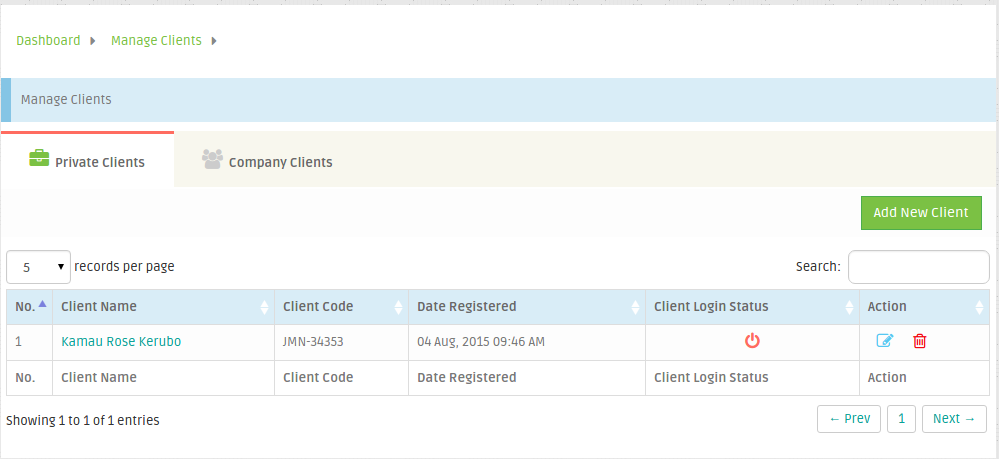 Dashboard Manage Clients
Manage Clients
Private Clients Company Clients
Add New Client
5 records per page Search:
No. Client Name Client Code Date Registered Client Login Status Action
1 Kamau Rose Kerubo JMN-34353 04 Aug, 2015 09:46 AM
No. Client Name Client Code Date Registered Client Login Status Action
Showing 1 to 1 of 1 entries ← Prev 1 Next →